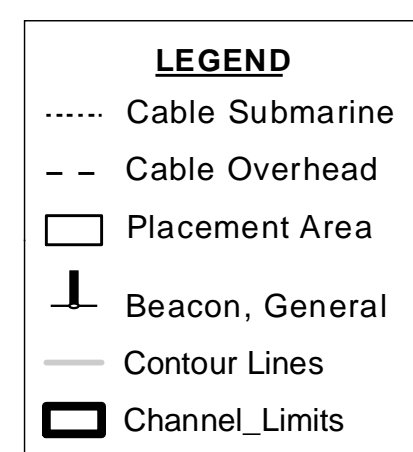 LEGEND
Cable Submarine
Cable Overhead
Placement Area
Beacon, General
Contour Lines
Channel_Limits